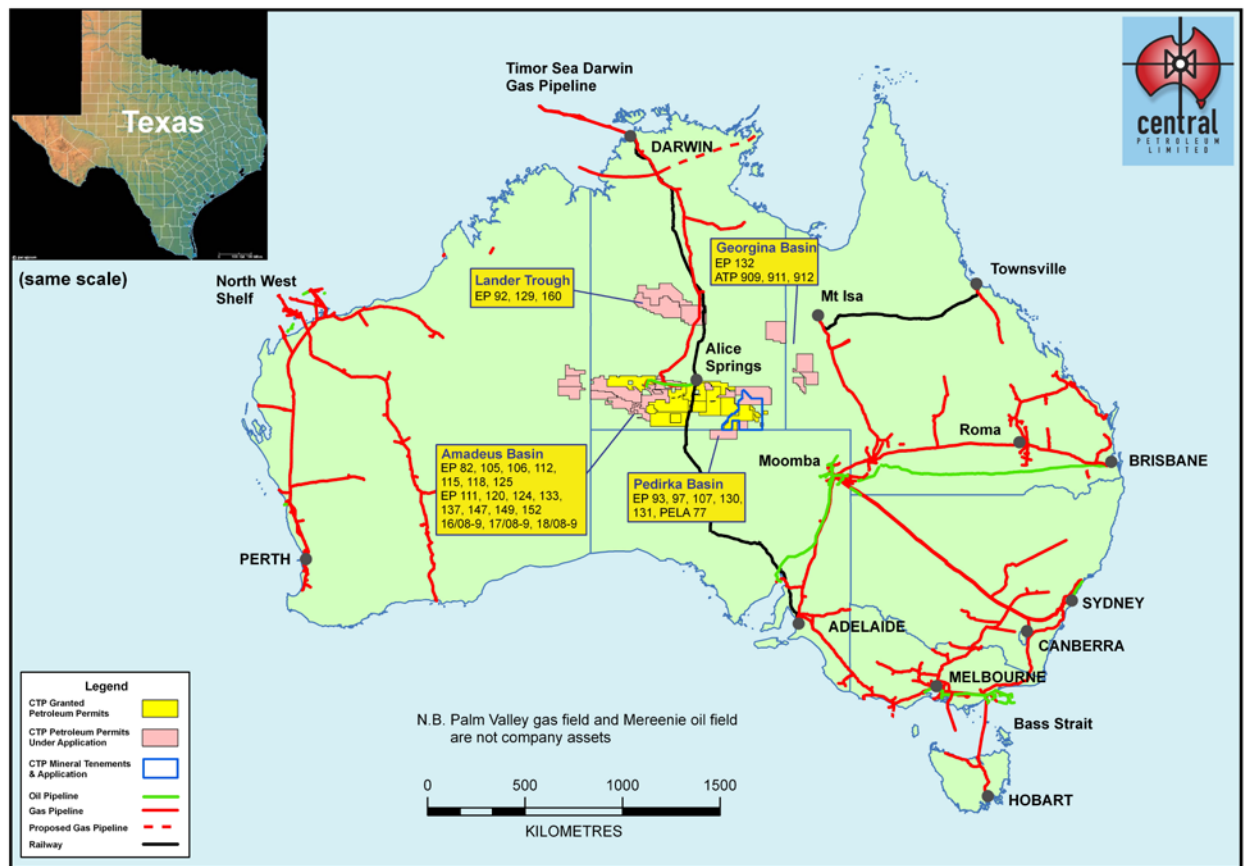 Texas
(same scale)
central
PETROLEUM
LIMITED
Timor Sea Darwin
Gas Pipeline
DARWIN
Georgina Basin
EP 132
ATP 909, 911, 912
Lander Trough
EP 92, 129, 160
Townsville
Mt Isa
North West
Shelf
Alice
Springs
Amadeus Basin
EP 82, 105, 106, 112,
115, 118, 125
EP 111, 120, 124, 133,
137, 147, 149, 152
16/08-9, 17/08-9, 18/08-9
Pedirka Basin
EP 93, 97, 107, 130,
131, PELA 77
Moomba
Roma
BRISBANE
PERTH
ADELAIDE
SYDNEY
CANBERRA
MELBOURNE
Bass Strait
HOBART
Legend
CTP Granted
Petroleum Permits
CTP Petroleum Permits
Under Application
CTP Mineral Tenements
& Application
Oil Pipeline
Gas Pipeline
Proposed Gas Pipeline
Railway
N.B. Palm Valley gas field and Mereenie oil field
are not company assets
0 500 1000 1500
KILOMETRES